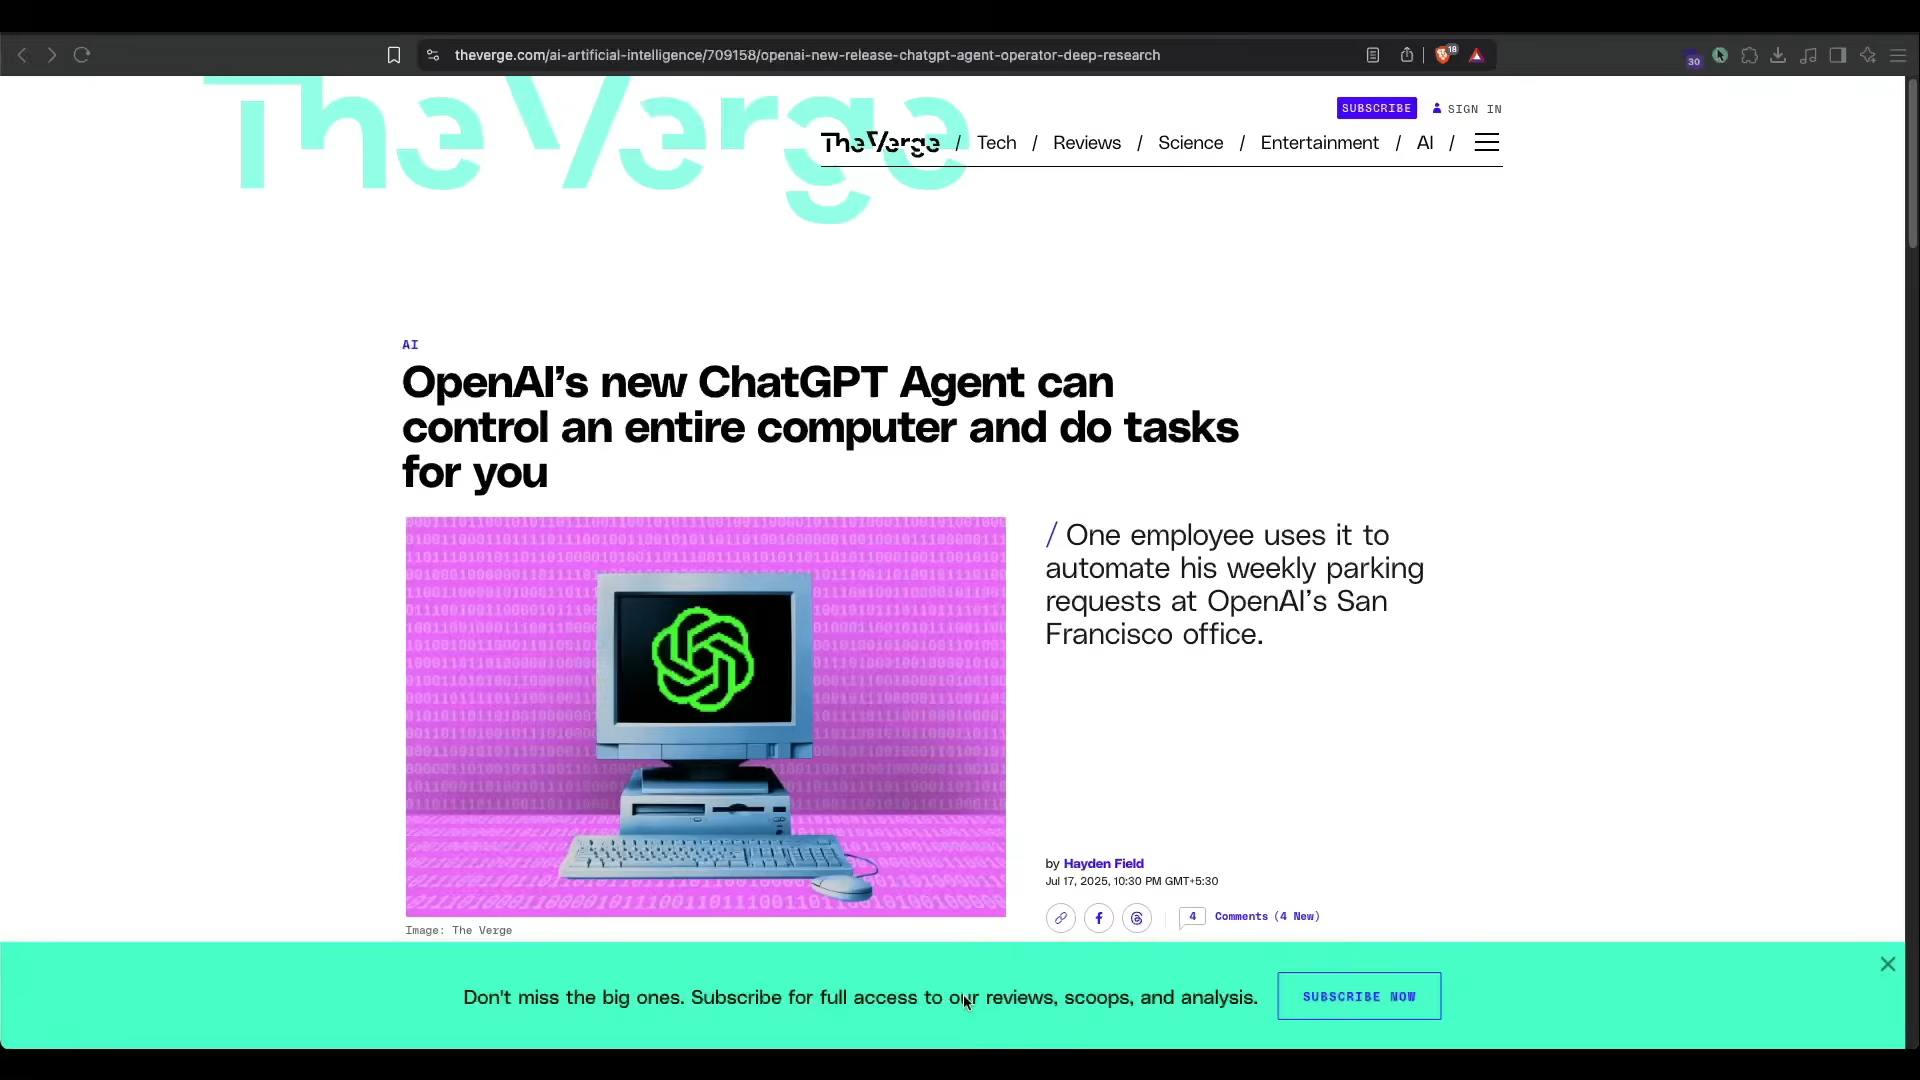 theverge.com/ai-artificial-intelligence/709158/openai-new-release-chatgpt-agent-operator-deep-research
18
30
The Verge
SUBSCRIBE
SIGN IN
The Verge / Tech / Reviews / Science / Entertainment / AI /
AI
OpenAI’s new ChatGPT Agent can
control an entire computer and do tasks
for you
/ One employee uses it to
automate his weekly parking
requests at OpenAI’s San
Francisco office.
by Hayden Field
Jul 17, 2025, 10:30 PM GMT+5:30
4 Comments (4 New)
Image: The Verge
Don't miss the big ones. Subscribe for full access to our reviews, scoops, and analysis.
SUBSCRIBE NOW